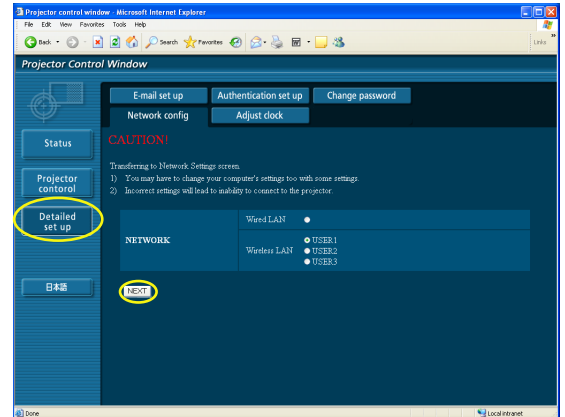 Projector control window - Microsoft Internet Explorer
File Edit View Favorites Tools Help
Back Search Favorites Links
Projector Control Window
E-mail set up Authentication set up Change password
Network config Adjust clock
Status
Projector contorol
Detailed set up
日本語
CAUTION!
Transferring to Network Settings screen.
1) You may have to change your computer's settings too with some settings.
2) Incorrect settings will lead to inability to connect to the projector.
NETWORK
Wired LAN
Wireless LAN
USER1
USER2
USER3
NEXT
Done
Local intranet